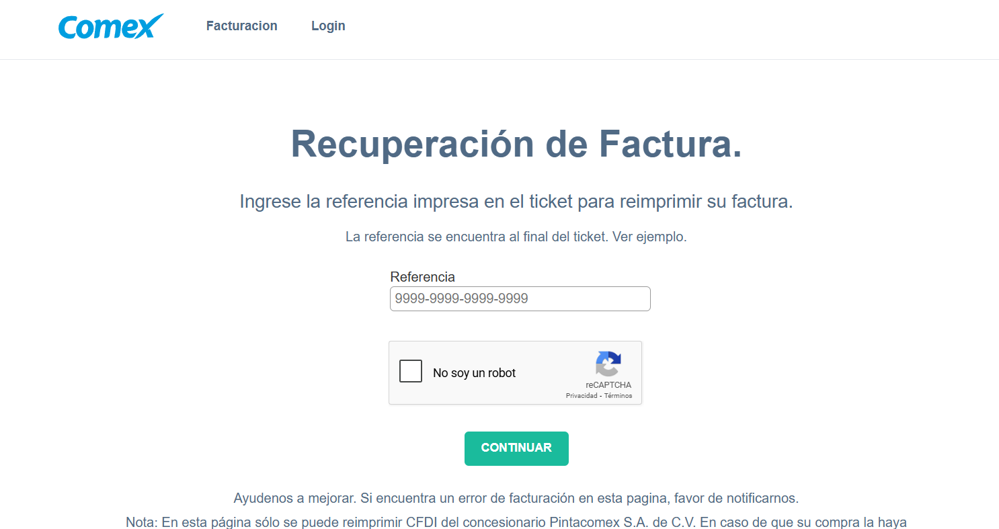 Comex
Facturacion
Login
Recuperación de Factura.
Ingrese la referencia impresa en el ticket para reimprimir su factura.
La referencia se encuentra al final del ticket. Ver ejemplo.
Referencia
9999-9999-9999-9999
No soy un robot
reCAPTCHA
Privacidad - Términos
CONTINUAR
Ayudenos a mejorar. Si encuentra un error de facturación en esta pagina, favor de notificarnos.
Nota: En esta página sólo se puede reimprimir CFDI del concesionario Pintacomex S.A. de C.V. En caso de que su compra la haya